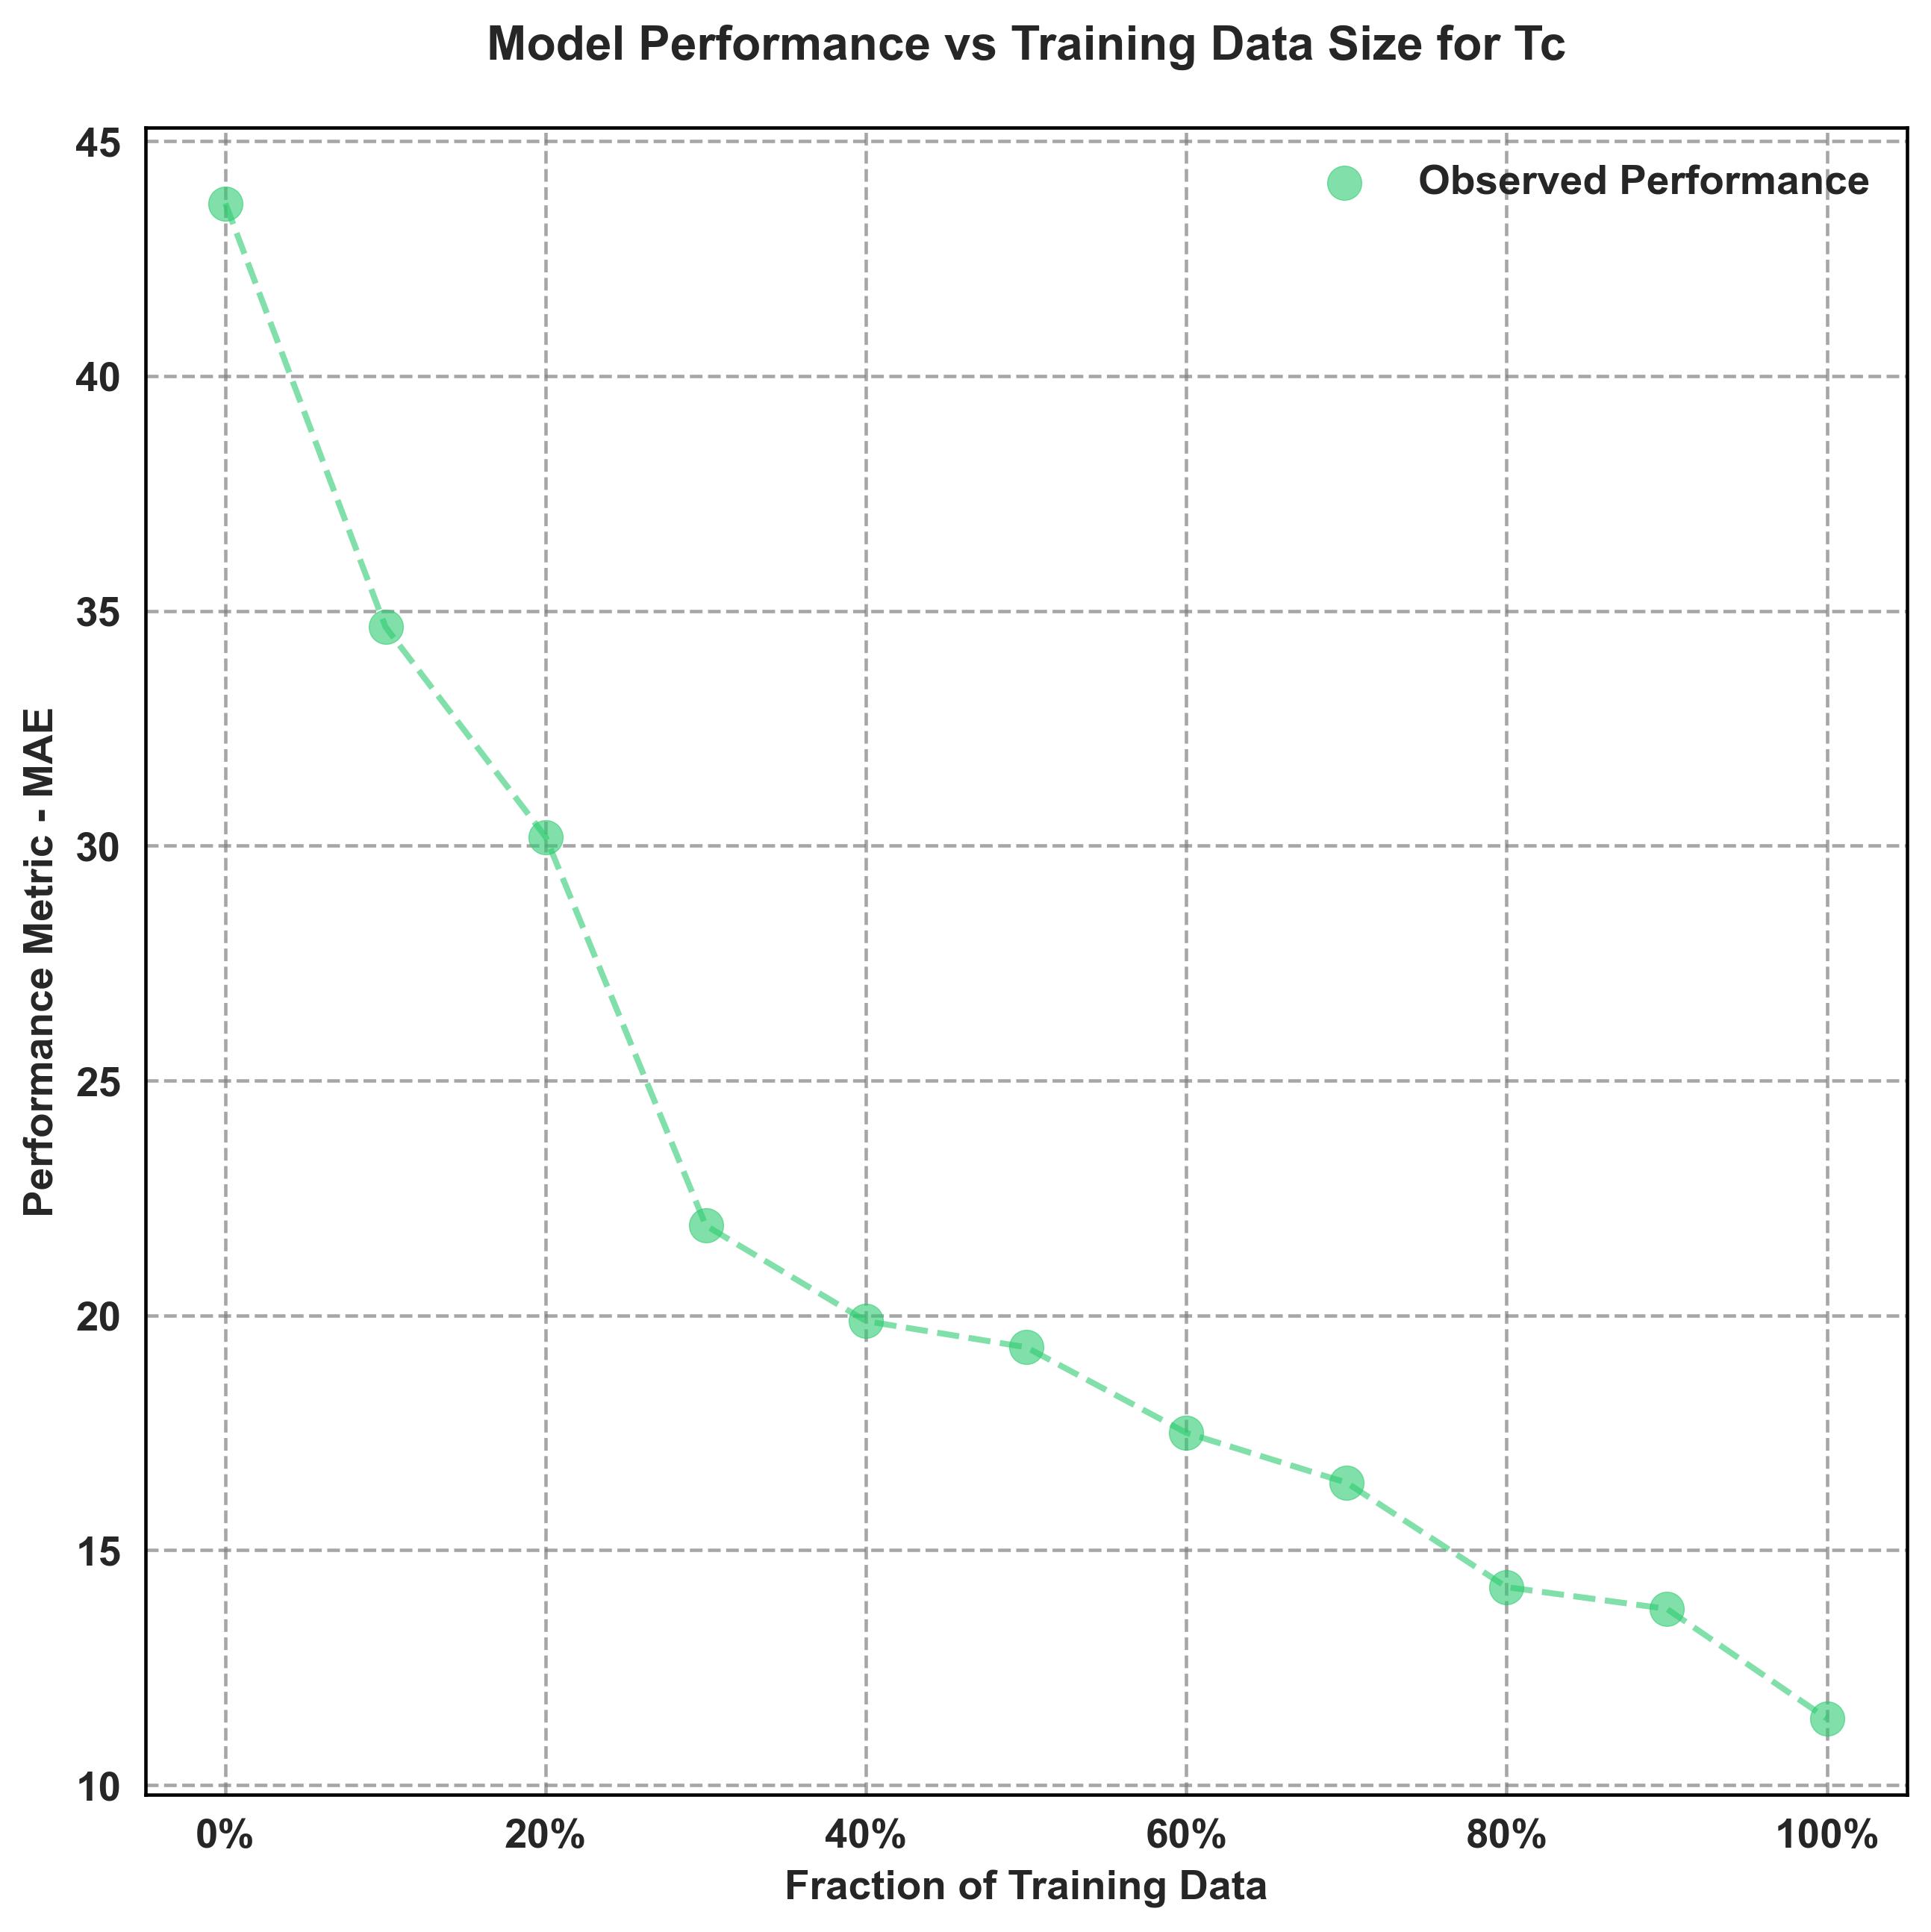 Model Performance vs Training Data Size for Tc
Observed Performance
45
40
35
30
25
20
15
10
Performance Metric - MAE
0% 20% 40% 60% 80% 100%
Fraction of Training Data